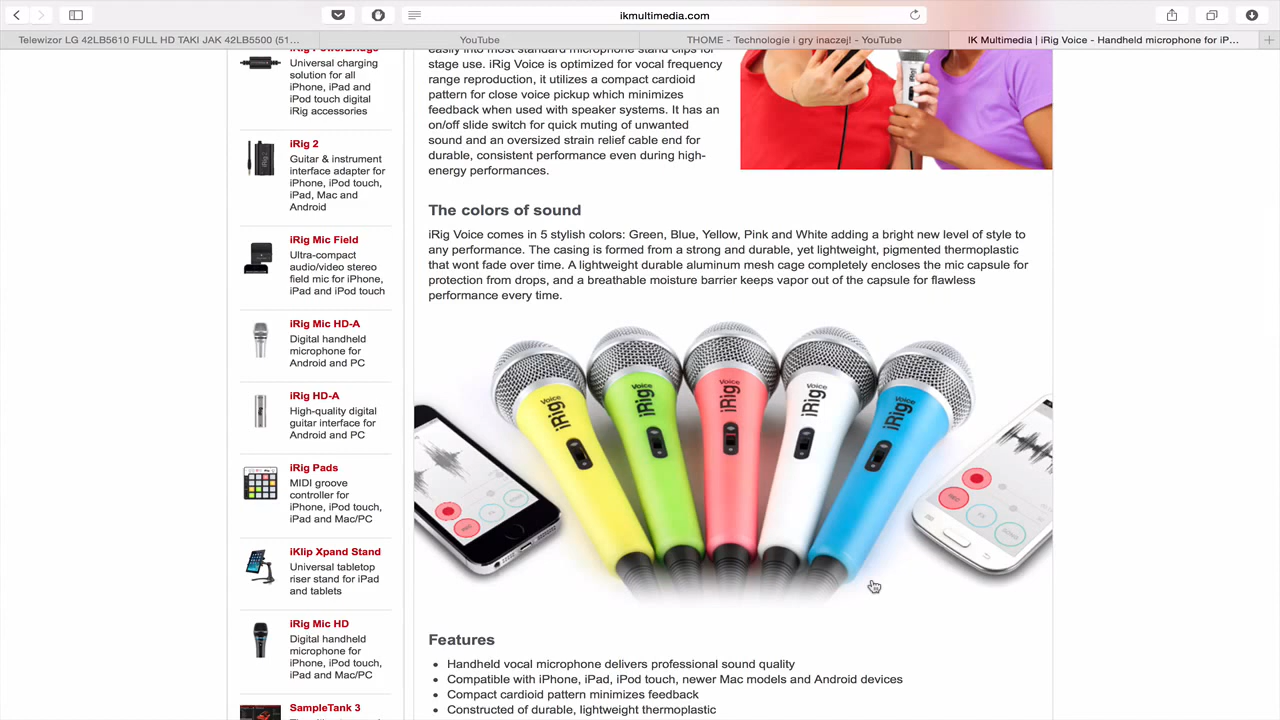 ikmultimedia.com
Telewizor LG 42LB5610 FULL HD TAKI JAK 42LB5500 (51...
YouTube
THOME - Technologie i gry inaczej! - YouTube
IK Multimedia | iRig Voice - Handheld microphone for iP...
iRig PowerBridge
Universal charging
solution for all
iPhone, iPad and
iPod touch digital
iRig accessories
iRig 2
Guitar & instrument
interface adapter for
iPhone, iPod touch,
iPad, Mac and
Android
iRig Mic Field
Ultra-compact
audio/video stereo
field mic for iPhone,
iPad and iPod touch
iRig Mic HD-A
Digital handheld
microphone for
Android and PC
iRig HD-A
High-quality digital
guitar interface for
Android and PC
iRig Pads
MIDI groove
controller for
iPhone, iPod touch,
iPad and Mac/PC
iKlip Xpand Stand
Universal tabletop
riser stand for iPad
and tablets
iRig Mic HD
Digital handheld
microphone for
iPhone, iPod touch,
iPad and Mac/PC
SampleTank 3
easily into most standard microphone stand clips for
stage use. iRig Voice is optimized for vocal frequency
range reproduction, it utilizes a compact cardioid
pattern for close voice pickup which minimizes
feedback when used with speaker systems. It has an
on/off slide switch for quick muting of unwanted
sound and an oversized strain relief cable end for
durable, consistent performance even during high-
energy performances.
iRig
The colors of sound
iRig Voice comes in 5 stylish colors: Green, Blue, Yellow, Pink and White adding a bright new level of style to
any performance. The casing is formed from a strong and durable, yet lightweight, pigmented thermoplastic
that wont fade over time. A lightweight durable aluminum mesh cage completely encloses the mic capsule for
protection from drops, and a breathable moisture barrier keeps vapor out of the capsule for flawless
performance every time.
iRig Voice
iRig Voice
iRig Voice
iRig Voice
iRig Voice
REC
FX
REC
FX
Features
Handheld vocal microphone delivers professional sound quality
Compatible with iPhone, iPad, iPod touch, newer Mac models and Android devices
Compact cardioid pattern minimizes feedback
Constructed of durable, lightweight thermoplastic